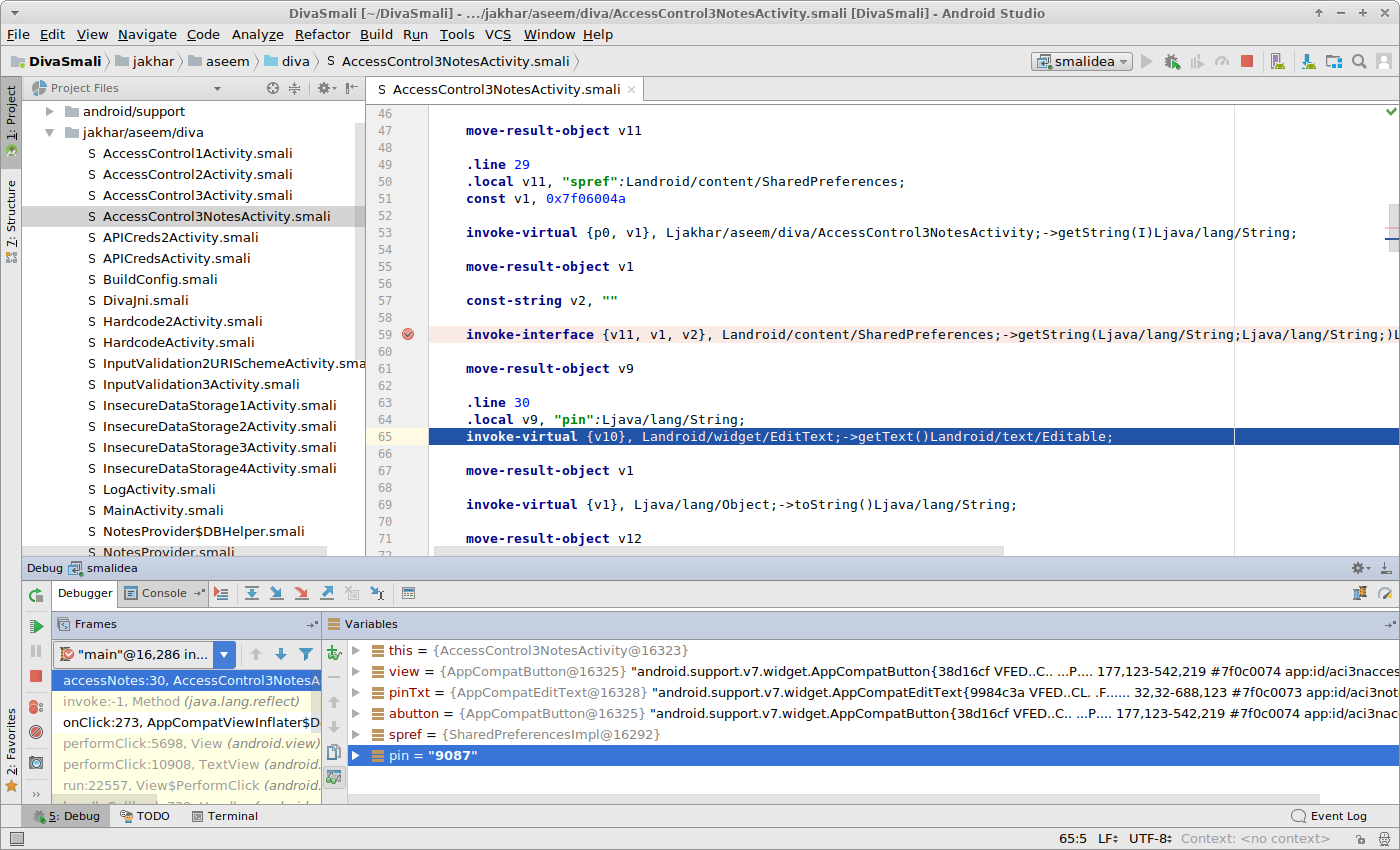 DivaSmali [~/DivaSmali] - .../jakhar/aseem/diva/AccessControl3NotesActivity.smali [DivaSmali] - Android Studio
File Edit View Navigate Code Analyze Refactor Build Run Tools VCS Window Help
DivaSmali jakhar aseem diva S AccessControl3NotesActivity.smali smalidea
1: Project
7: Structure
2: Favorites
Project Files
android/support
jakhar/aseem/diva
S AccessControl1Activity.smali
S AccessControl2Activity.smali
S AccessControl3Activity.smali
S AccessControl3NotesActivity.smali
S APICreds2Activity.smali
S APICredsActivity.smali
S BuildConfig.smali
S DivaJni.smali
S Hardcode2Activity.smali
S HardcodeActivity.smali
S InputValidation2URISchemeActivity.sma
S InputValidation3Activity.smali
S InsecureDataStorage1Activity.smali
S InsecureDataStorage2Activity.smali
S InsecureDataStorage3Activity.smali
S InsecureDataStorage4Activity.smali
S LogActivity.smali
S MainActivity.smali
S NotesProvider$DBHelper.smali
S NotesProvider.smali
S AccessControl3NotesActivity.smali
46
47 move-result-object v11
48
49 .line 29
50 .local v11, "spref":Landroid/content/SharedPreferences;
51 const v1, 0x7f06004a
52
53 invoke-virtual {p0, v1}, Ljakhar/aseem/diva/AccessControl3NotesActivity;->getString(I)Ljava/lang/String;
54
55 move-result-object v1
56
57 const-string v2, ""
58
59 invoke-interface {v11, v1, v2}, Landroid/content/SharedPreferences;->getString(Ljava/lang/String;Ljava/lang/String;)L
60
61 move-result-object v9
62
63 .line 30
64 .local v9, "pin":Ljava/lang/String;
65 invoke-virtual {v10}, Landroid/widget/EditText;->getText()Landroid/text/Editable;
66
67 move-result-object v1
68
69 invoke-virtual {v1}, Ljava/lang/Object;->toString()Ljava/lang/String;
70
71 move-result-object v12
72
Debug smalidea
Debugger Console
Frames
"main"@16,286 in...
accessNotes:30, AccessControl3NotesA
invoke:-1, Method (java.lang.reflect)
onClick:273, AppCompatViewInflater$D
performClick:5698, View (android.view)
performClick:10908, TextView (android.
run:22557, View$PerformClick (android.
Variables
this = {AccessControl3NotesActivity@16323}
view = {AppCompatButton@16325} "android.support.v7.widget.AppCompatButton{38d16cf VFED..C.. ...P.... 177,123-542,219 #7f0c0074 app:id/aci3nacces
pinTxt = {AppCompatEditText@16328} "android.support.v7.widget.AppCompatEditText{9984c3a VFED..CL. .F...... 32,32-688,123 #7f0c0073 app:id/aci3not
abutton = {AppCompatButton@16325} "android.support.v7.widget.AppCompatButton{38d16cf VFED..C.. ...P.... 177,123-542,219 #7f0c0074 app:id/aci3nac
spref = {SharedPreferencesImpl@16292}
pin = "9087"
5: Debug TODO Terminal Event Log
65:5 LF UTF-8 Context: <no context>